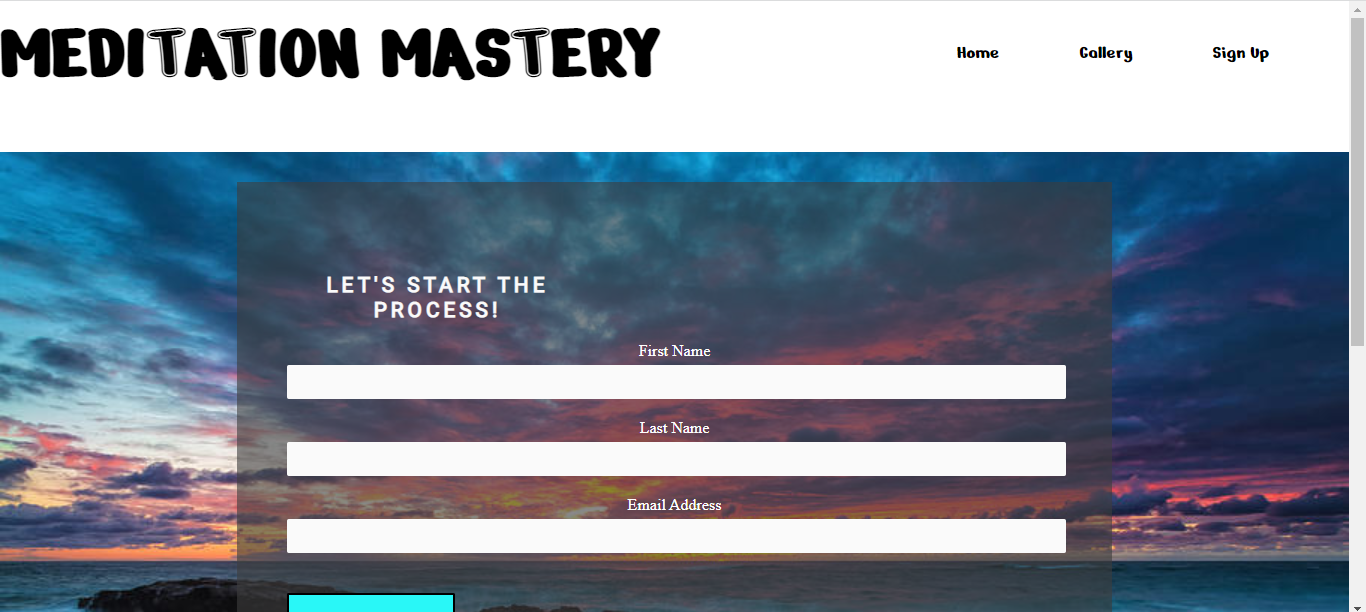 MEDITATION MASTERY
Home Gallery Sign Up
LET'S START THE
PROCESS!
First Name
Last Name
Email Address